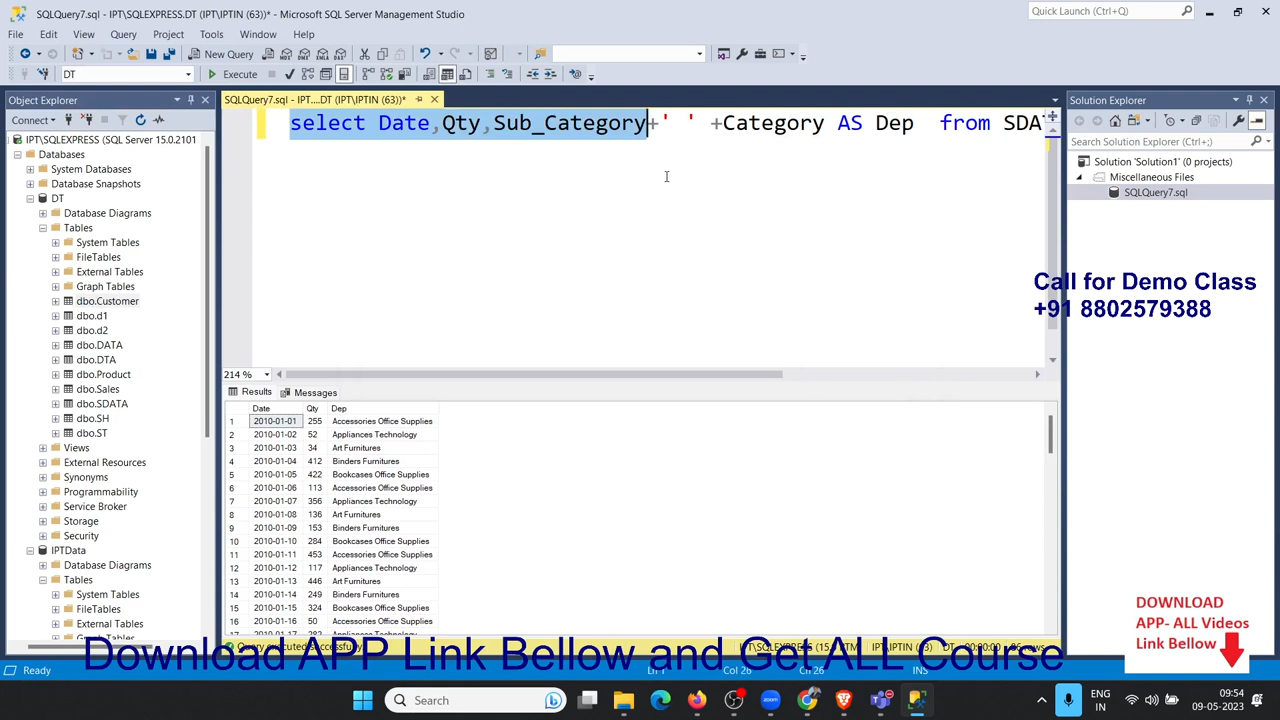 SQLQuery7.sql - IPT\SQLEXPRESS.DT (IPT\IPTIN (63))* - Microsoft SQL Server Management Studio
Quick Launch (Ctrl+Q)
File Edit View Query Project Tools Window Help
New Query
DT
Execute
Object Explorer
Connect
IPT\SQLEXPRESS (SQL Server 15.0.2101
Databases
System Databases
Database Snapshots
DT
Database Diagrams
Tables
System Tables
FileTables
External Tables
Graph Tables
dbo.Customer
dbo.d1
dbo.d2
dbo.DATA
dbo.DTA
dbo.Product
dbo.Sales
dbo.SDATA
dbo.SH
dbo.ST
Views
External Resources
Synonyms
Programmability
Service Broker
Storage
Security
IPTData
Database Diagrams
Tables
System Tables
FileTables
External Tables
SQLQuery7.sql - IPT....DT (IPT\IPTIN (63))*
select Date,Qty,Sub_Category+' ' +Category AS Dep from SDAT
214 %
Results Messages
Date Qty Dep
1 2010-01-01 255 Accessories Office Supplies
2 2010-01-02 52 Appliances Technology
3 2010-01-03 34 Art Furnitures
4 2010-01-04 412 Binders Furnitures
5 2010-01-05 422 Bookcases Office Supplies
6 2010-01-06 113 Accessories Office Supplies
7 2010-01-07 356 Appliances Technology
8 2010-01-08 136 Art Furnitures
9 2010-01-09 153 Binders Furnitures
10 2010-01-10 284 Bookcases Office Supplies
11 2010-01-11 453 Accessories Office Supplies
12 2010-01-12 117 Appliances Technology
13 2010-01-13 446 Art Furnitures
14 2010-01-14 249 Binders Furnitures
15 2010-01-15 324 Bookcases Office Supplies
16 2010-01-16 50 Accessories Office Supplies
Solution Explorer
Search Solution Explorer (Ctrl+;)
Solution 'Solution1' (0 projects)
Miscellaneous Files
SQLQuery7.sql
Call for Demo Class
+91 8802579388
DOWNLOAD
APP- ALL Videos
Link Bellow
Download APP Link Bellow and Get ALL Course
Ready
Col 26
INS
Search
ENG
IN
09:54
09-05-2023